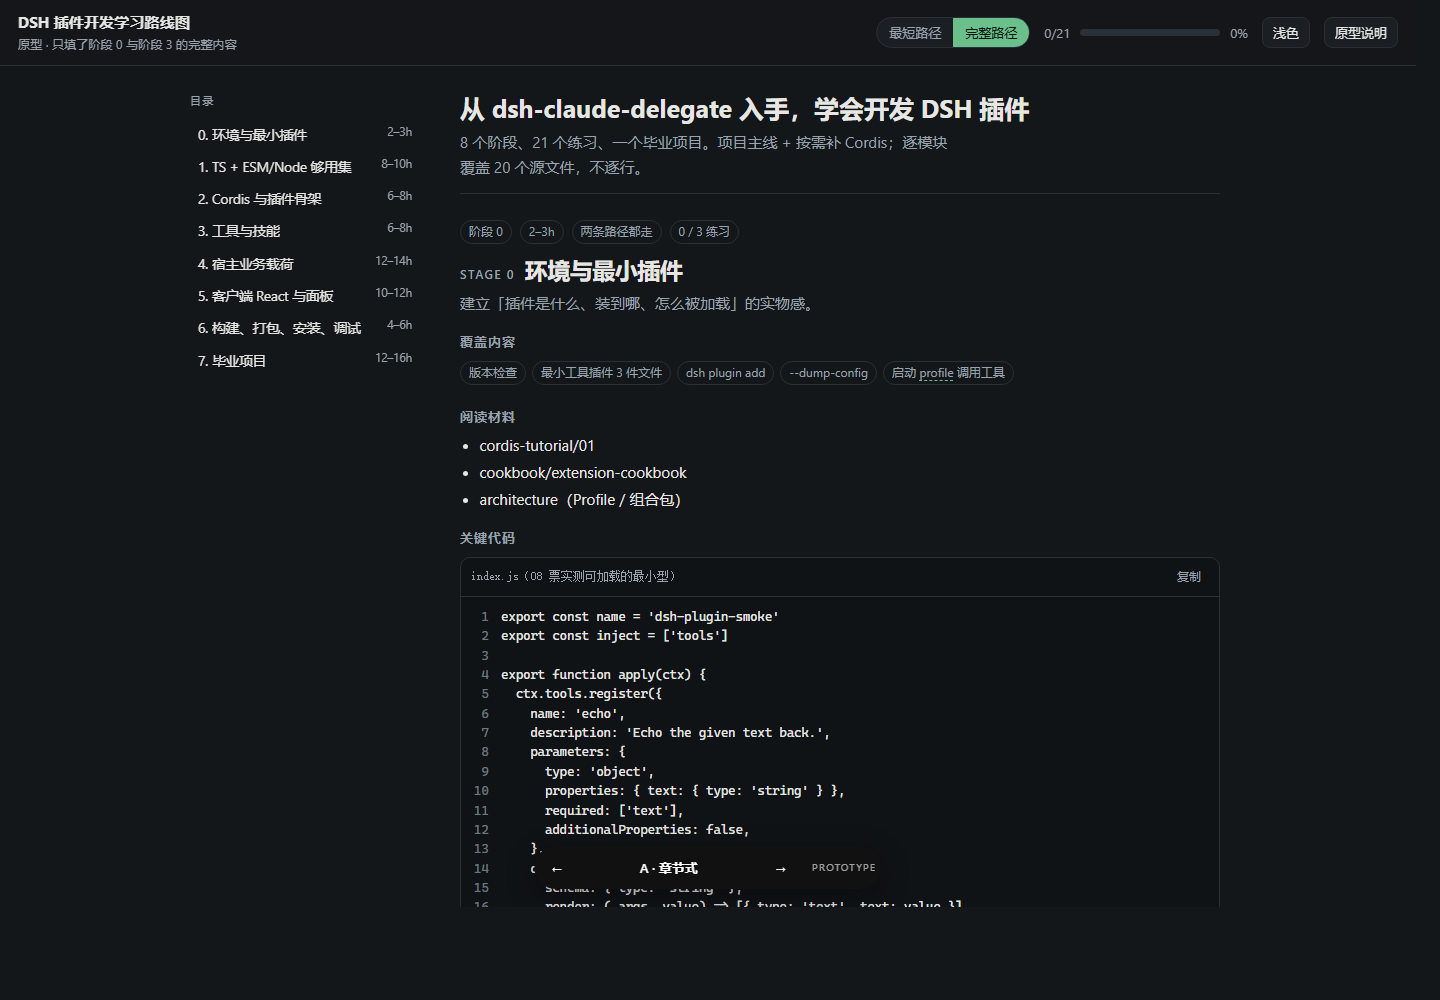 DSH 插件开发学习路线图
原型 · 只填了阶段 0 与阶段 3 的完整内容
最短路径 完整路径 0/21 0% 浅色 原型说明
目录
0. 环境与最小插件 2–3h
1. TS + ESM/Node 够用集 8–10h
2. Cordis 与插件骨架 6–8h
3. 工具与技能 6–8h
4. 宿主业务载荷 12–14h
5. 客户端 React 与面板 10–12h
6. 构建、打包、安装、调试 4–6h
7. 毕业项目 12–16h
从 dsh-claude-delegate 入手，学会开发 DSH 插件
8 个阶段、21 个练习、一个毕业项目。项目主线 + 按需补 Cordis；逐模块
覆盖 20 个源文件，不逐行。
阶段 0 2–3h 两条路径都走 0 / 3 练习
STAGE 0 环境与最小插件
建立「插件是什么、装到哪、怎么被加载」的实物感。
覆盖内容
版本检查 最小工具插件 3 件文件 dsh plugin add --dump-config 启动 profile 调用工具
阅读材料
• cordis-tutorial/01
• cookbook/extension-cookbook
• architecture（Profile / 组合包）
关键代码
index.js（08 票实测可加载的最小型） 复制
1 export const name = 'dsh-plugin-smoke'
2 export const inject = ['tools']
3
4 export function apply(ctx) {
5 ctx.tools.register({
6 name: 'echo',
7 description: 'Echo the given text back.',
8 parameters: {
9 type: 'object',
10 properties: { text: { type: 'string' } },
11 required: ['text'],
12 additionalProperties: false,
13 },
14
← A · 章节式 → PROTOTYPE
15 schema: { type: 'string' },
16 render: (_args, value) => [{ type: 'text', text: value }]